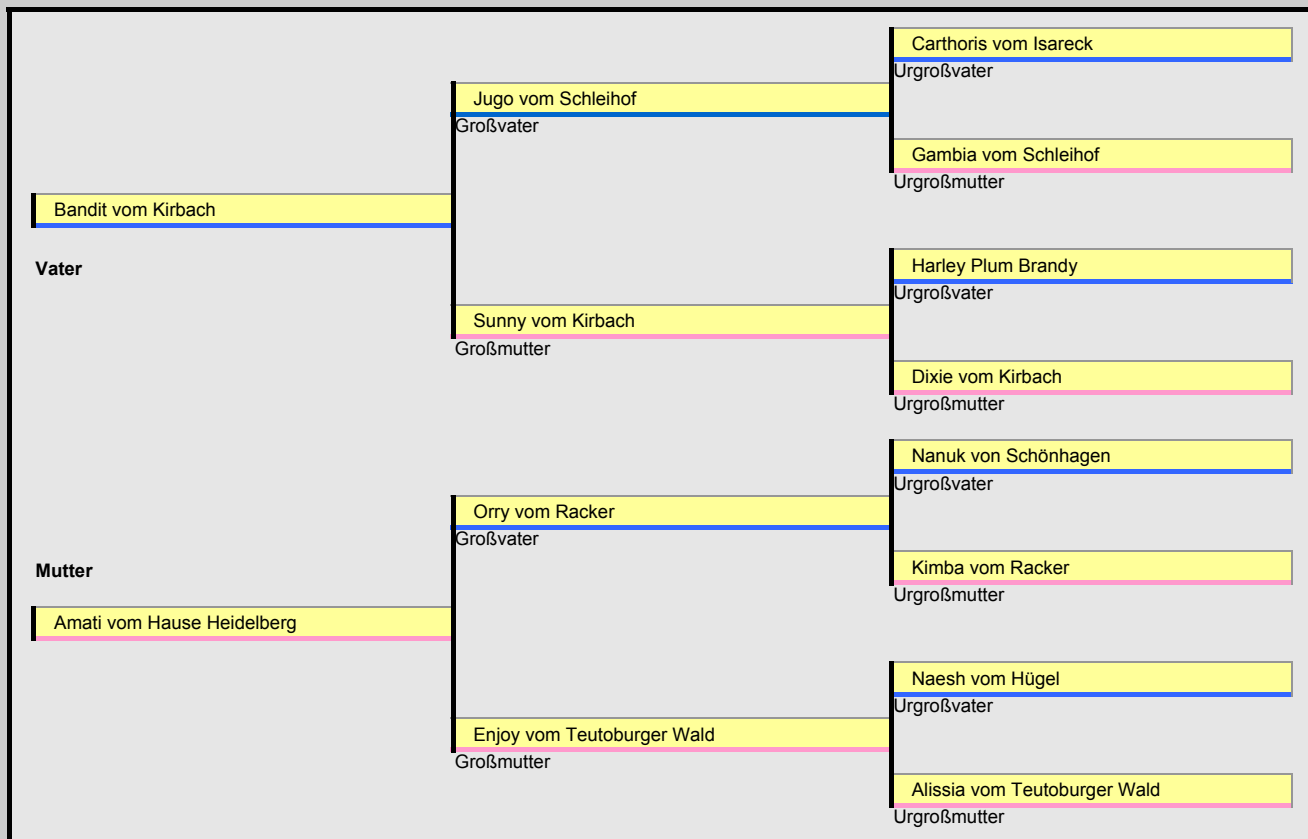 Carthoris vom Isareck
Urgroßvater
Jugo vom Schleihof
Großvater
Gambia vom Schleihof
Urgroßmutter
Bandit vom Kirbach
Vater
Harley Plum Brandy
Urgroßvater
Sunny vom Kirbach
Großmutter
Dixie vom Kirbach
Urgroßmutter
Nanuk von Schönhagen
Urgroßvater
Orry vom Racker
Großvater
Mutter
Kimba vom Racker
Urgroßmutter
Amati vom Hause Heidelberg
Naesh vom Hügel
Urgroßvater
Enjoy vom Teutoburger Wald
Großmutter
Alissia vom Teutoburger Wald
Urgroßmutter